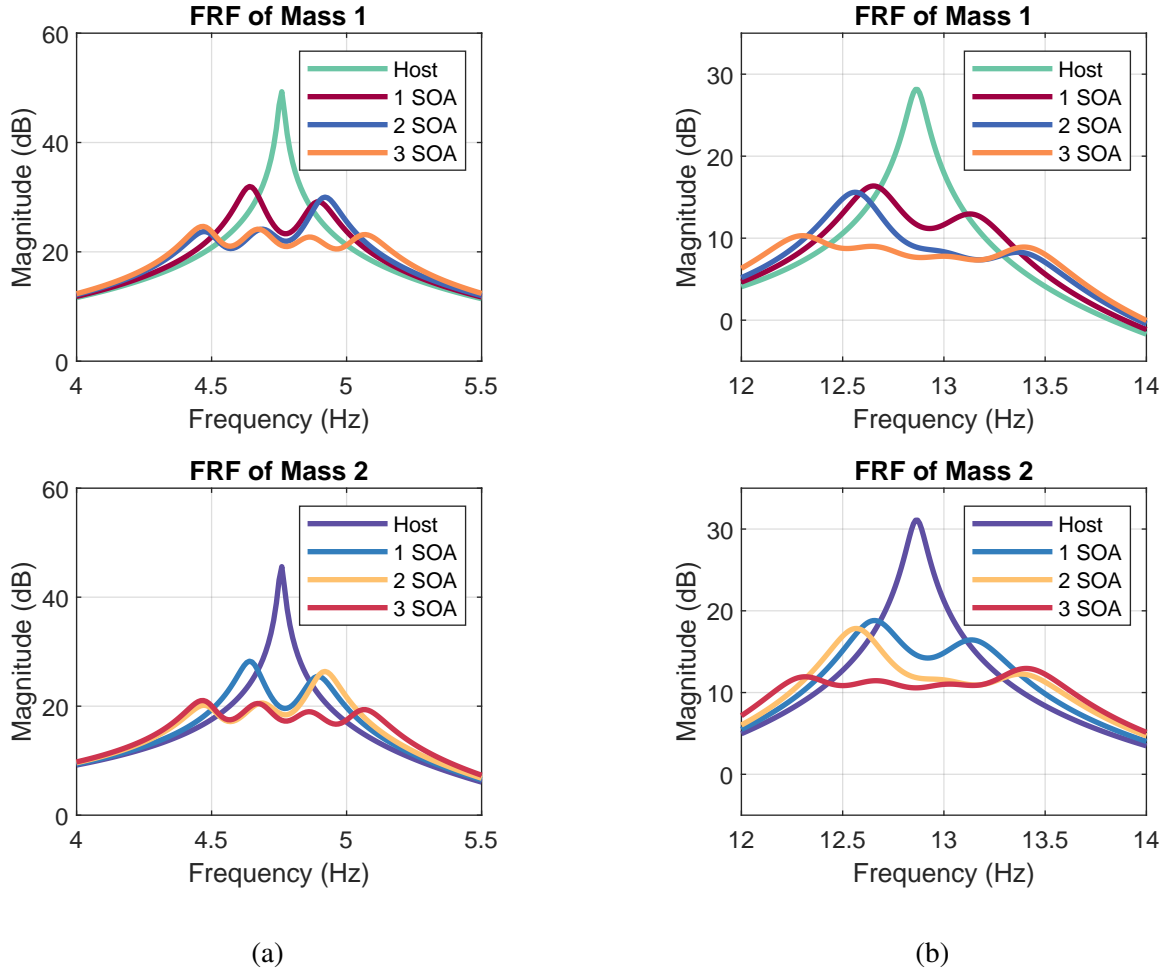 FRF of Mass 1
60
40
20
0
Magnitude (dB)
Host
1 SOA
2 SOA
3 SOA
4
4.5
5
5.5
Frequency (Hz)
FRF of Mass 1
30
20
10
0
Magnitude (dB)
Host
1 SOA
2 SOA
3 SOA
12
12.5
13
13.5
14
Frequency (Hz)
FRF of Mass 2
60
40
20
0
Magnitude (dB)
Host
1 SOA
2 SOA
3 SOA
4
4.5
5
5.5
Frequency (Hz)
FRF of Mass 2
30
20
10
0
Magnitude (dB)
Host
1 SOA
2 SOA
3 SOA
12
12.5
13
13.5
14
Frequency (Hz)
(a)
(b)